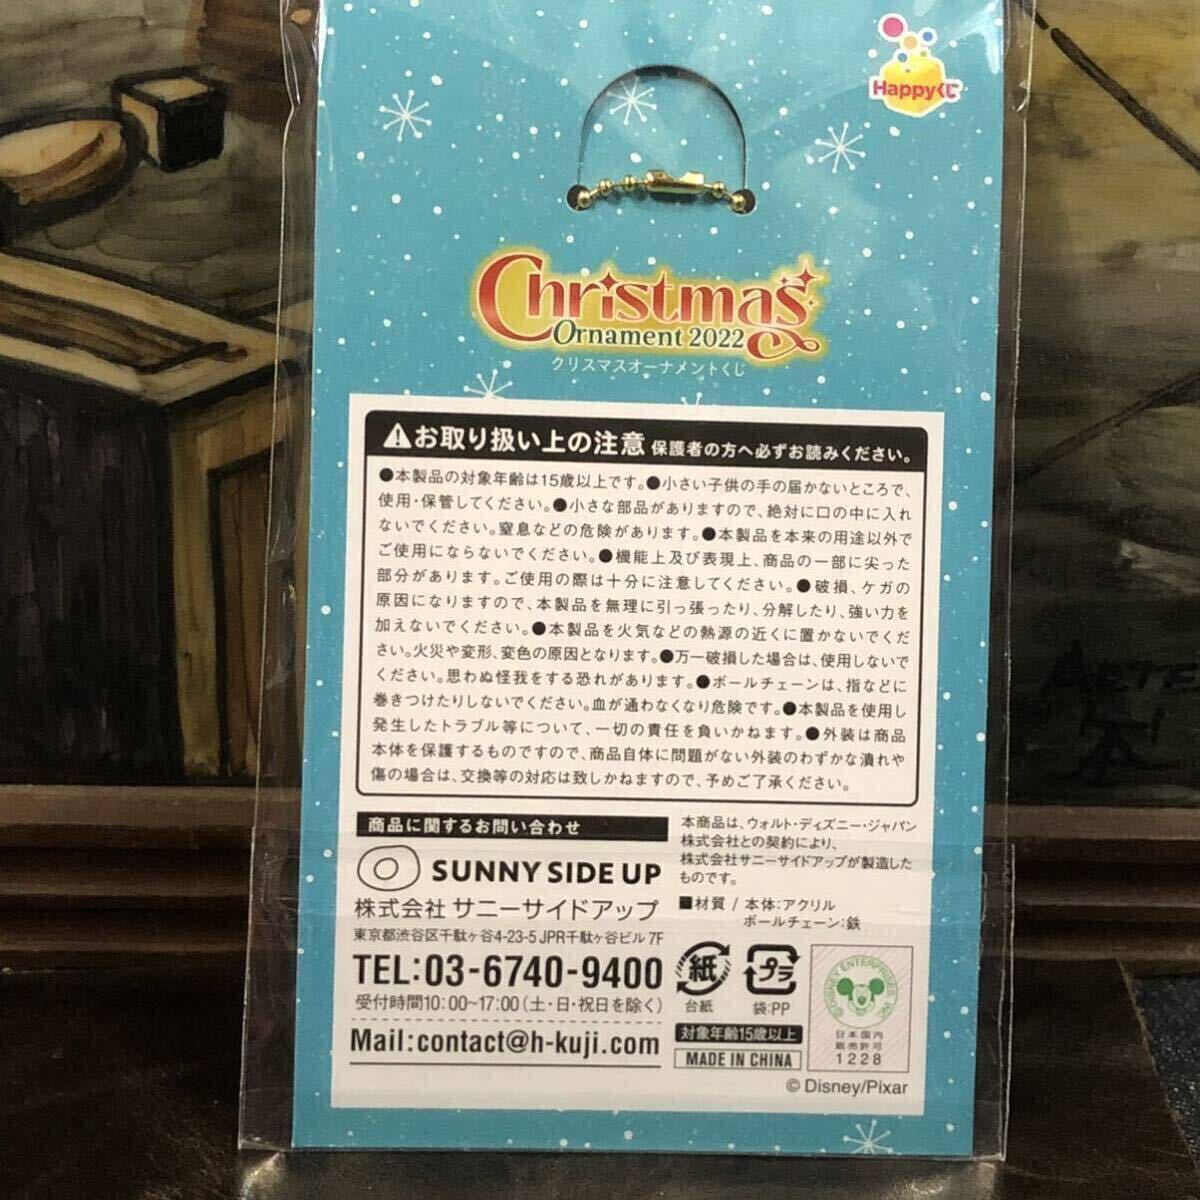 Happyくじ
Christmas
Ornament 2022
クリスマスオーナメントくじ
お取り扱い上の注意 保護者の方へ必ずお読みください。
●本製品の対象年齢は15歳以上です。●小さい子供の手の届かないところで、
使用・保管してください。●小さな部品がありますので、絶対に口の中に入れ
ないでください。窒息などの危険があります。●本製品を本来の用途以外で
ご使用にならないでください。●機能上及び表現上、商品の一部に尖った
部分があります。ご使用の際は十分に注意してください。●破損、ケガの
原因になりますので、本製品を無理に引っ張ったり、分解したり、強い力を
加えないでください。●本製品を火気などの熱源の近くに置かないでくだ
さい。火災や変形、変色の原因となります。●万一破損した場合は、使用しないで
ください。思わぬ怪我をする恐れがあります。●ボールチェーンは、指などに
巻きつけたりしないでください。血が通わなくなり危険です。●本製品を使用し
発生したトラブル等について、一切の責任を負いかねます。●外装は商品
本体を保護するものですので、商品自体に問題がない外装のわずかな潰れや
傷の場合は、交換等の対応は致しかねますので、予めご了承ください。
商品に関するお問い合わせ
SUNNY SIDE UP
株式会社 サニーサイドアップ
東京都渋谷区千駄ヶ谷4-23-5 JPR千駄ヶ谷ビル 7F
TEL:03-6740-9400
受付時間10:00~17:00(土・日・祝日を除く)
Mail:contact@h-kuji.com
本商品は、ウォルト・ディズニー・ジャパン
株式会社との契約により、
株式会社サニーサイドアップが製造した
ものです。
■材質 / 本体:アクリル
ボールチェーン:鉄
紙
台紙
プラ
袋:PP
対象年齢15歳以上
MADE IN CHINA
©DISNEY ENTERPRISES, INC.
日本国内
販売許可
1228
© Disney/Pixar